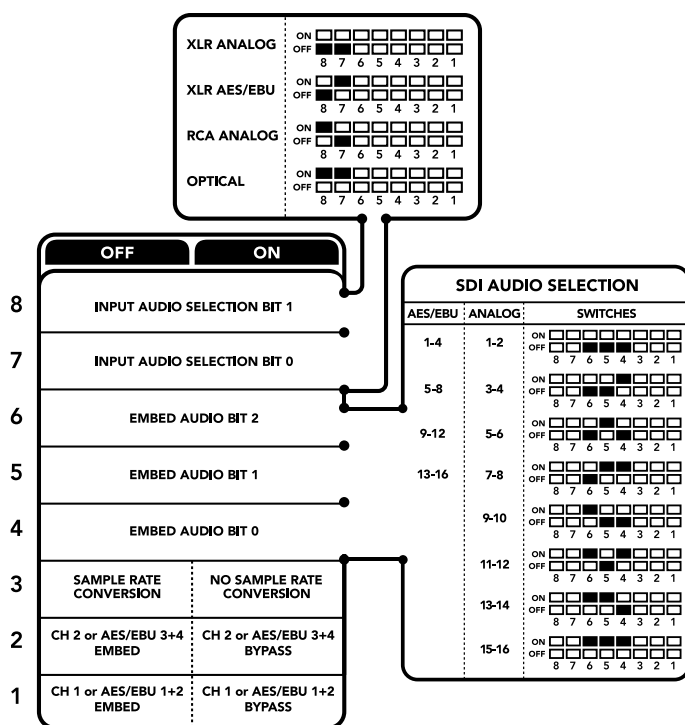 XLR ANALOG
ON
OFF
8 7 6 5 4 3 2 1
XLR AES/EBU
ON
OFF
8 7 6 5 4 3 2 1
RCA ANALOG
ON
OFF
8 7 6 5 4 3 2 1
OPTICAL
ON
OFF
8 7 6 5 4 3 2 1
OFF ON
8 INPUT AUDIO SELECTION BIT 1
7 INPUT AUDIO SELECTION BIT 0
6 EMBED AUDIO BIT 2
5 EMBED AUDIO BIT 1
4 EMBED AUDIO BIT 0
3 SAMPLE RATE CONVERSION NO SAMPLE RATE CONVERSION
2 CH 2 or AES/EBU 3+4 EMBED CH 2 or AES/EBU 3+4 BYPASS
1 CH 1 or AES/EBU 1+2 EMBED CH 1 or AES/EBU 1+2 BYPASS
SDI AUDIO SELECTION
AES/EBU ANALOG SWITCHES
1-4 1-2
ON
OFF
8 7 6 5 4 3 2 1
5-8 3-4
ON
OFF
8 7 6 5 4 3 2 1
9-12 5-6
ON
OFF
8 7 6 5 4 3 2 1
13-16 7-8
ON
OFF
8 7 6 5 4 3 2 1
9-10
ON
OFF
8 7 6 5 4 3 2 1
11-12
ON
OFF
8 7 6 5 4 3 2 1
13-14
ON
OFF
8 7 6 5 4 3 2 1
15-16
ON
OFF
8 7 6 5 4 3 2 1